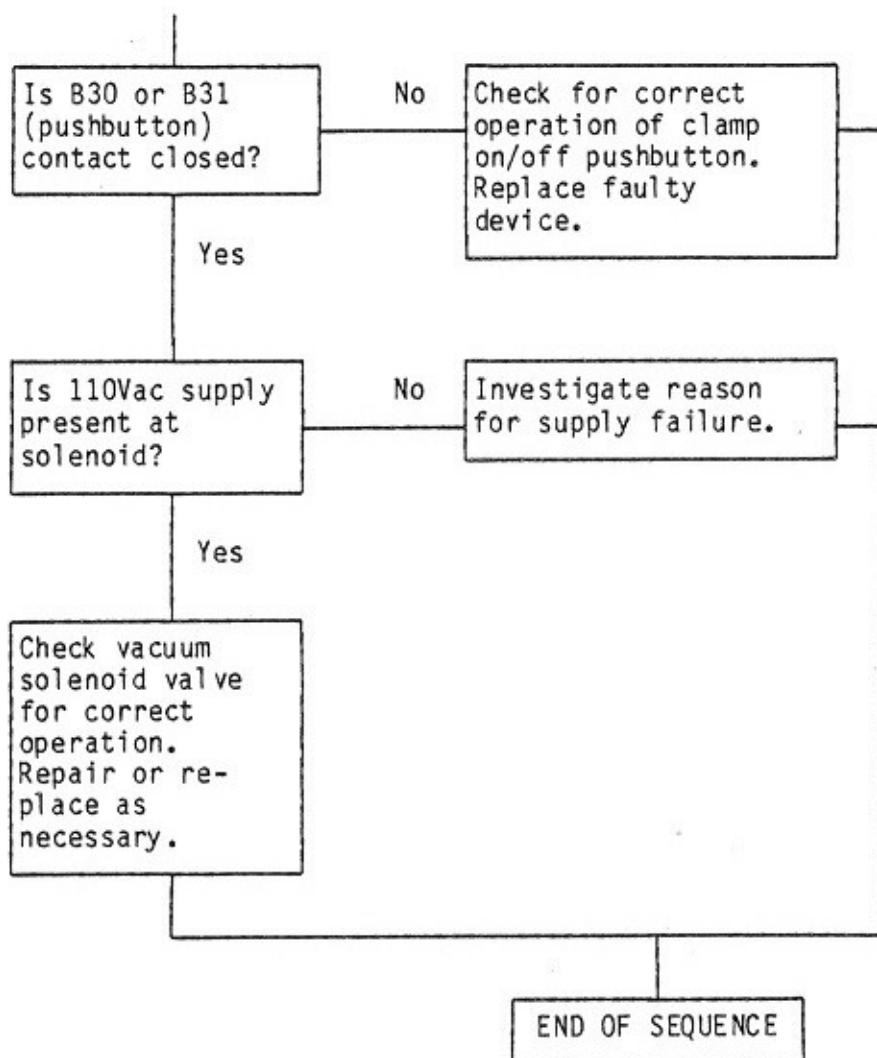 Is B30 or B31
(pushbutton)
contact closed?
No
Check for correct
operation of clamp
on/off pushbutton.
Replace faulty
device.
Yes
Is 110Vac supply
present at
solenoid?
No
Investigate reason
for supply failure.
Yes
Check vacuum
solenoid valve
for correct
operation.
Repair or re-
place as
necessary.
END OF SEQUENCE